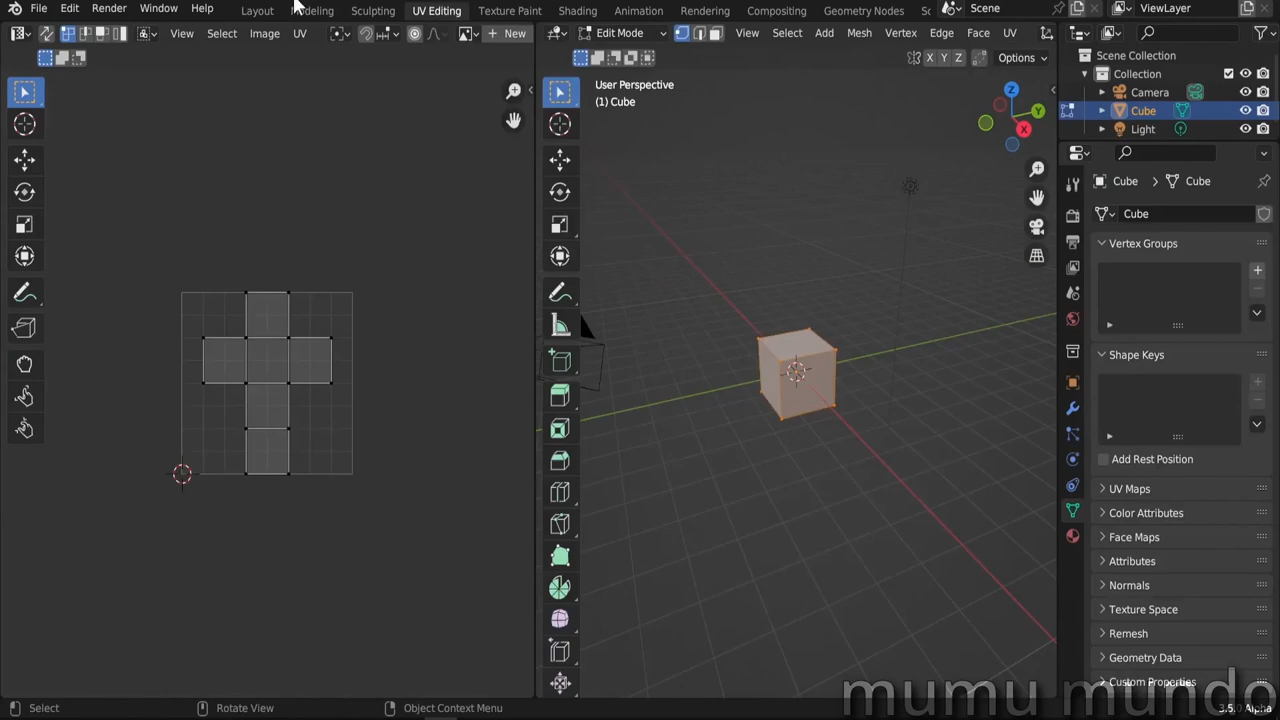 File Edit Render Window Help Layout Modeling Sculpting UV Editing Texture Paint Shading Animation Rendering Compositing Geometry Nodes Sc Scene ViewLayer
View Select Image UV New Edit Mode View Select Add Mesh Vertex Edge Face UV
X Y Z Options
User Perspective
(1) Cube
Z
Y
X
Scene Collection
Collection
Camera
Cube
Light
Cube Cube
Cube
Vertex Groups
Shape Keys
Add Rest Position
UV Maps
Color Attributes
Face Maps
Attributes
Normals
Texture Space
Remesh
Geometry Data
Custom Properties
mumu mundo
Select Rotate View Object Context Menu 3.5.0 Alpha